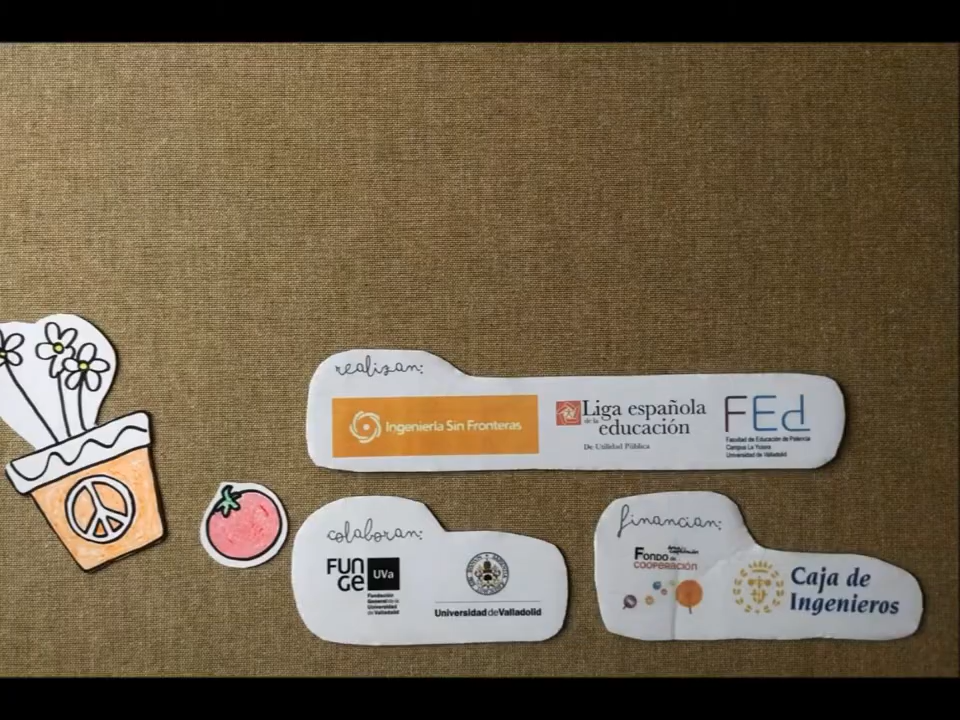 realizan:
Ingeniería Sin Fronteras
Liga española
de la educación
De Utilidad Pública
FEd
Facultad de Educación de Palencia
Campus La Yutera
Universidad de Valladolid
colaboran:
FUNGE UVa
Fundación
General de la
Universidad
de Valladolid
Universidad de Valladolid
financian:
FONDO de
COOPERACIÓN
Caja de
Ingenieros